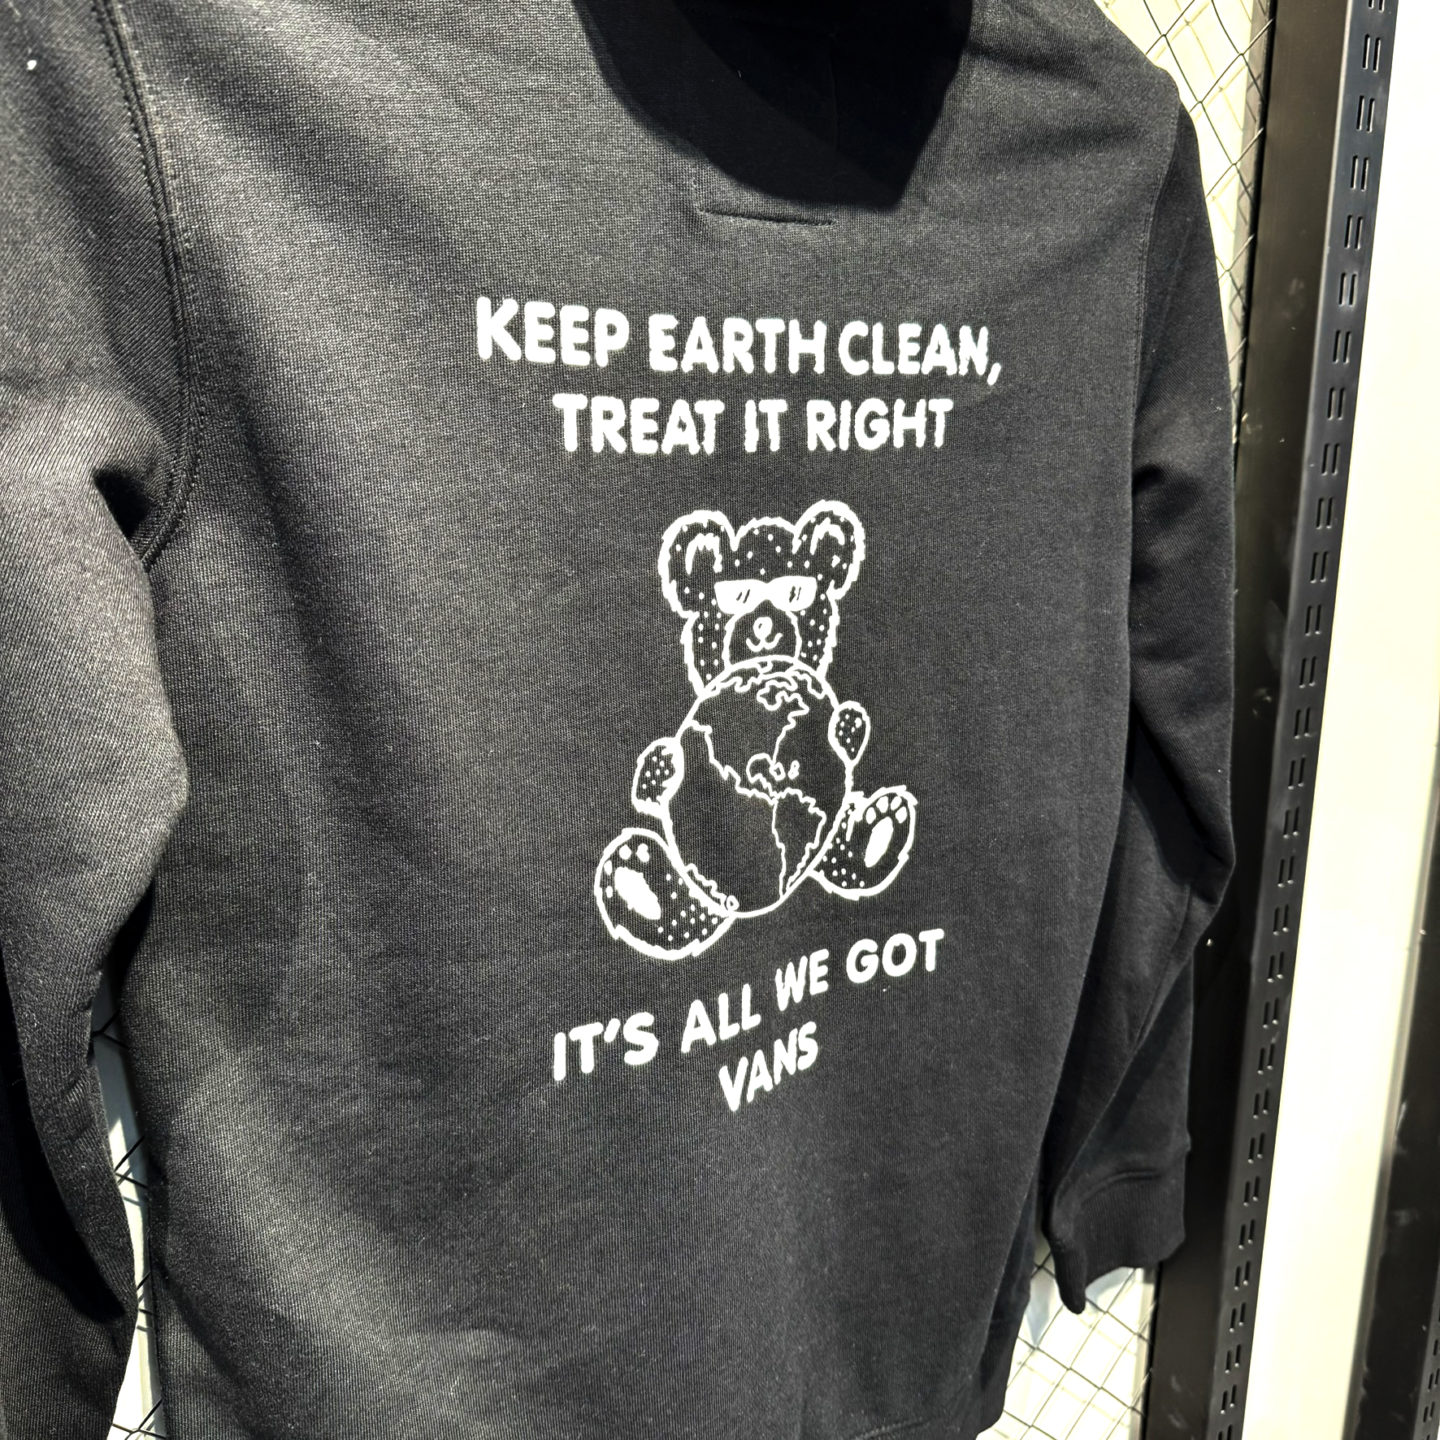 KEEP EARTH CLEAN,
TREAT IT RIGHT
IT'S ALL WE GOT
VANS